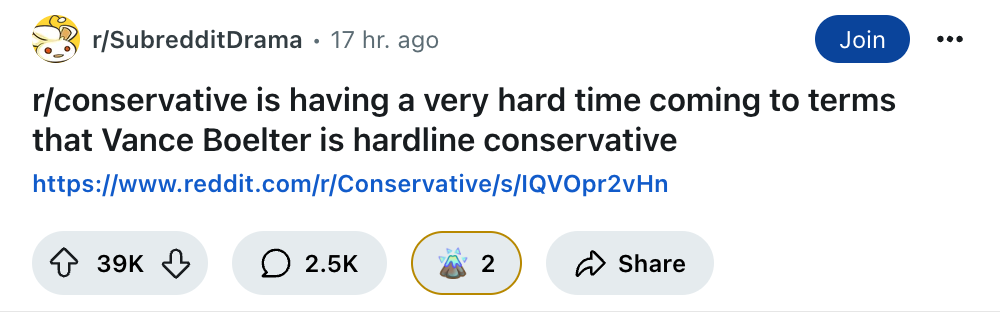 r/SubredditDrama • 17 hr. ago
Join
r/conservative is having a very hard time coming to terms
that Vance Boelter is hardline conservative
https://www.reddit.com/r/Conservative/s/IQVOpr2vHn
39K
2.5K
2
Share